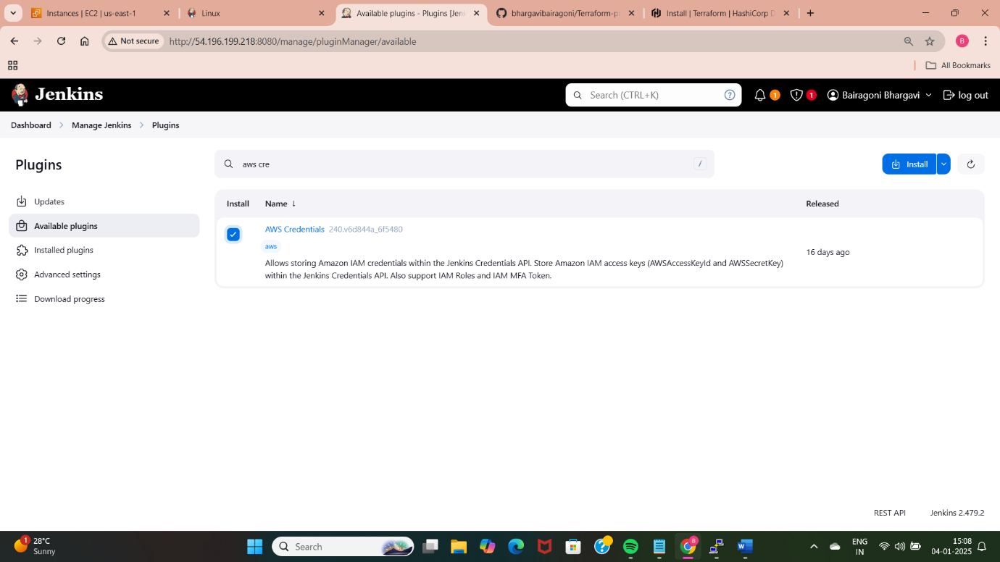 Instances | EC2 | us-east-1
Linux
Available plugins - Plugins [Jenk
bhargavibairagoni/Terraform-pr
Install | Terraform | HashiCorp D
Not secure
http://54.196.199.218:8080/manage/pluginManager/available
B
All Bookmarks
Jenkins
Search (CTRL+K)
?
1
1
Bairagoni Bhargavi
log out
Dashboard
Manage Jenkins
Plugins
Plugins
aws cre
/
Install
Updates
Available plugins
Installed plugins
Advanced settings
Download progress
Install
Name ↓
Released
AWS Credentials 240.v6d844a_6f5480
aws
Allows storing Amazon IAM credentials within the Jenkins Credentials API. Store Amazon IAM access keys (AWSAccessKeyId and AWSSecretKey)
within the Jenkins Credentials API. Also support IAM Roles and IAM MFA Token.
16 days ago
REST API
Jenkins 2.479.2
1
28°C
Sunny
Search
B
ENG
IN
15:08
04-01-2025